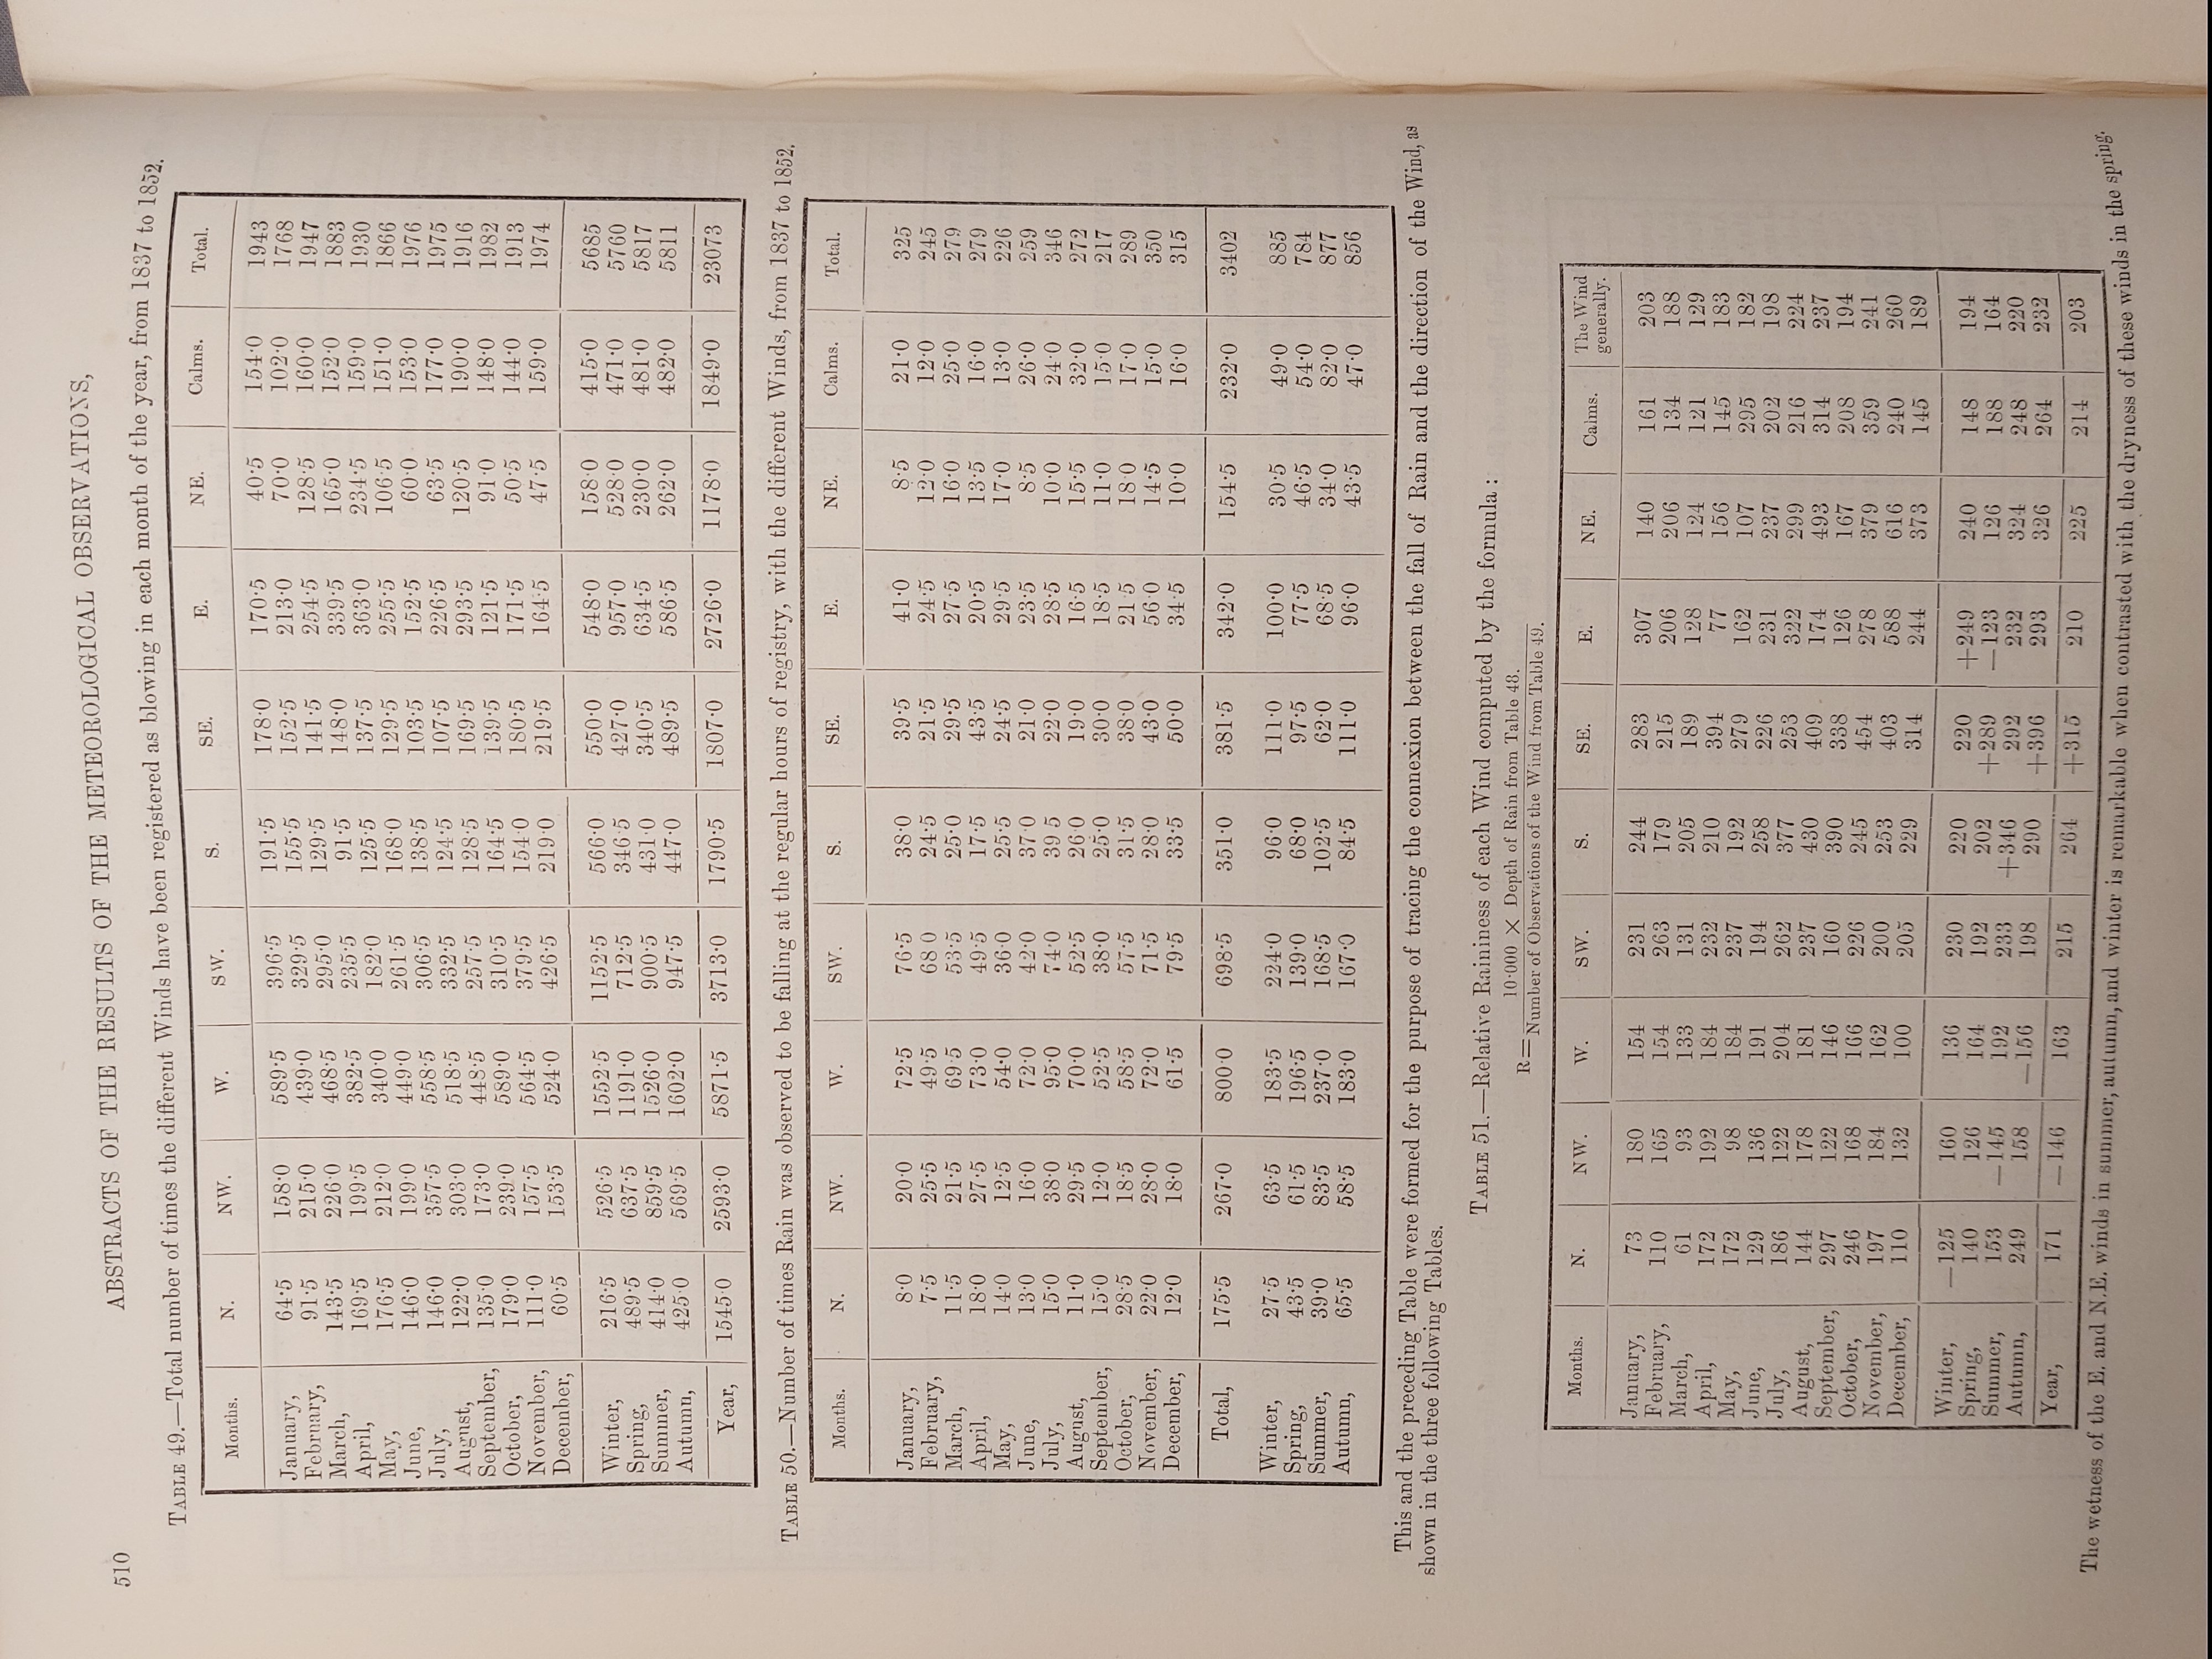 510
ABSTRACTS OF THE RESULTS OF THE METEOROLOGICAL OBSERVATIONS,
TABLE 49.—Total number of times the different Winds have been registered as blowing in each month of the year, from 1837 to 1852.
Months. N. NW. W. SW. S. SE. E. NE. Calms. Total.
January, 64·5 158·0 589·5 396·5 191·5 178·0 170·5 40·5 154·0 1943
February, 91·5 215·0 439·0 329·5 155·5 152·5 213·0 70·0 102·0 1768
March, 143·5 226·0 468·5 295·0 129·5 141·5 254·5 128·5 160·0 1947
April, 169·5 199·5 382·5 235·5 91·5 148·0 339·5 165·0 152·0 1883
May, 176·5 212·0 340·0 182·0 125·5 137·5 363·0 234·5 159·0 1930
June, 146·0 199·0 449·0 261·5 168·0 129·5 255·5 106·5 151·0 1866
July, 146·0 357·5 558·5 306·5 138·5 103·5 152·5 60·0 153·0 1976
August, 122·0 303·0 518·5 332·5 124·5 107·5 226·5 63·5 177·0 1975
September, 135·0 173·0 448·5 257·5 128·5 169·5 293·5 120·5 190·0 1916
October, 179·0 239·0 589·0 310·5 164·5 139·5 121·5 91·0 148·0 1982
November, 111·0 157·5 564·5 379·5 154·0 180·5 171·5 50·5 144·0 1913
December, 60·5 153·5 524·0 426·5 219·0 219·5 164·5 47·5 159·0 1974
Winter, 216·5 526·5 1552·5 1152·5 566·0 550·0 548·0 158·0 415·0 5685
Spring, 489·5 637·5 1191·0 712·5 346·5 427·0 957·0 528·0 471·0 5760
Summer, 414·0 859·5 1526·0 900·5 431·0 340·5 634·5 230·0 481·0 5817
Autumn, 425·0 569·5 1602·0 947·5 447·0 489·5 586·5 262·0 482·0 5811
Year, 1545·0 2593·0 5871·5 3713·0 1790·5 1807·0 2726·0 1178·0 1849·0 23073
TABLE 50.—Number of times Rain was observed to be falling at the regular hours of registry, with the different Winds, from 1837 to 1852.
Months. N. NW. W. SW. S. SE. E. NE. Calms. Total.
January, 8·0 20·0 72·5 76·5 38·0 39·5 41·0 8·5 21·0 325
February, 7·5 25·5 49·5 68·0 24·5 21·5 24·5 12·0 12·0 245
March, 11·5 21·5 69·5 53·5 25·0 29·5 27·5 16·0 25·0 279
April, 18·0 27·5 73·0 49·5 17·5 43·5 20·5 13·5 16·0 279
May, 14·0 12·5 54·0 36·0 25·5 24·5 29·5 17·0 13·0 226
June, 13·0 16·0 72·0 42·0 37·0 21·0 23·5 8·5 26·0 259
July, 15·0 38·0 95·0 74·0 39·5 22·0 28·5 10·0 24·0 346
August, 11·0 29·5 70·0 52·5 26·0 19·0 16·5 15·5 32·0 272
September, 15·0 12·0 52·5 38·0 25·0 30·0 18·5 11·0 15·0 217
October, 28·5 18·5 58·5 57·5 31·5 38·0 21·5 18·0 17·0 289
November, 22·0 28·0 72·0 71·5 28·0 43·0 56·0 14·5 15·0 350
December, 12·0 18·0 61·5 79·5 33·5 50·0 34·5 10·0 16·0 315
Total, 175·5 267·0 800·0 698·5 351·0 381·5 342·0 154·5 232·0 3402
Winter, 27·5 63·5 183·5 224·0 96·0 111·0 100·0 30·5 49·0 885
Spring, 43·5 61·5 196·5 139·0 68·0 97·5 77·5 46·5 54·0 784
Summer, 39·0 83·5 237·0 168·5 102·5 62·0 68·5 34·0 82·0 877
Autumn, 65·5 58·5 183·0 167·0 84·5 111·0 96·0 43·5 47·0 856
This and the preceding Table were formed for the purpose of tracing the connexion between the fall of Rain and the direction of the Wind, as
shown in the three following Tables.
TABLE 51.—Relative Raininess of each Wind computed by the formula :
10·000 × Depth of Rain from Table 48.
R=
Number of Observations of the Wind from Table 49.
Months. N. NW. W. SW. S. SE. E. NE. Calms. The Wind generally.
January, 73 180 154 231 244 283 307 140 161 203
February, 110 165 154 263 179 215 206 206 134 188
March, 61 93 133 131 205 189 128 124 121 129
April, 172 192 184 232 210 394 77 156 145 183
May, 172 98 184 237 192 279 162 107 295 182
June, 129 136 191 194 258 226 231 237 202 198
July, 186 122 204 262 377 253 322 299 216 224
August, 144 178 181 237 430 409 174 493 314 237
September, 297 122 146 160 390 338 126 167 208 194
October, 246 168 166 226 245 454 278 379 359 241
November, 197 184 162 200 253 403 588 616 240 260
December, 110 132 100 205 229 314 244 373 145 189
Winter, —125 160 136 230 220 220 +249 240 148 194
Spring, 140 126 164 192 202 +289 —123 126 188 164
Summer, 153 —145 192 233 +346 292 232 324 248 220
Autumn, 249 158 —156 198 290 +396 293 326 264 232
Year, 171 —146 163 215 264 +315 210 225 214 203
The wetness of the E. and N.E. winds in summer, autumn, and winter is remarkable when contrasted with the dryness of these winds in the spring.